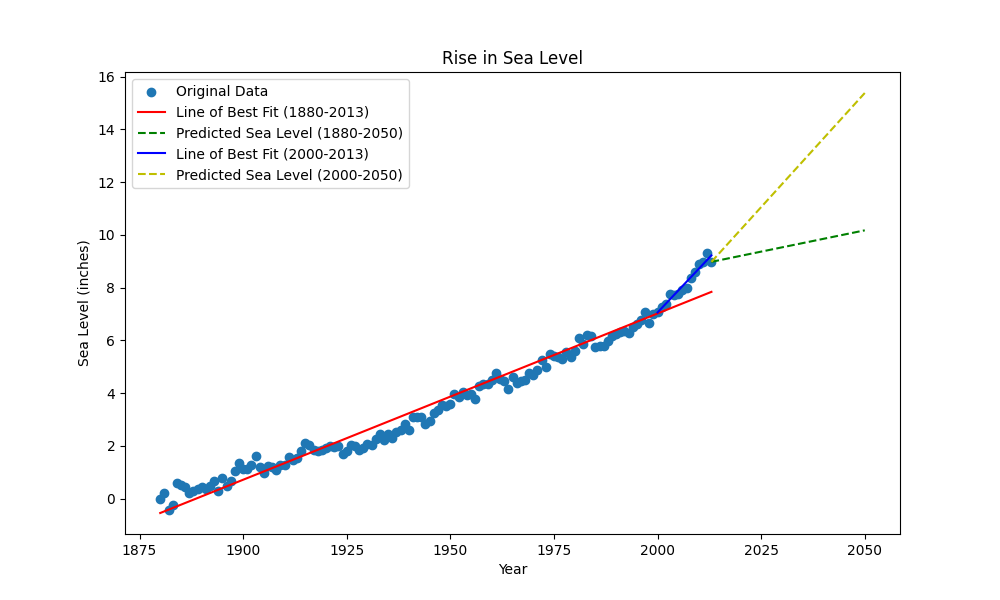 Rise in Sea Level
Original Data
Line of Best Fit (1880-2013)
Predicted Sea Level (1880-2050)
Line of Best Fit (2000-2013)
Predicted Sea Level (2000-2050)
16
14
12
10
8
6
4
2
0
Sea Level (inches)
1875 1900 1925 1950 1975 2000 2025 2050
Year